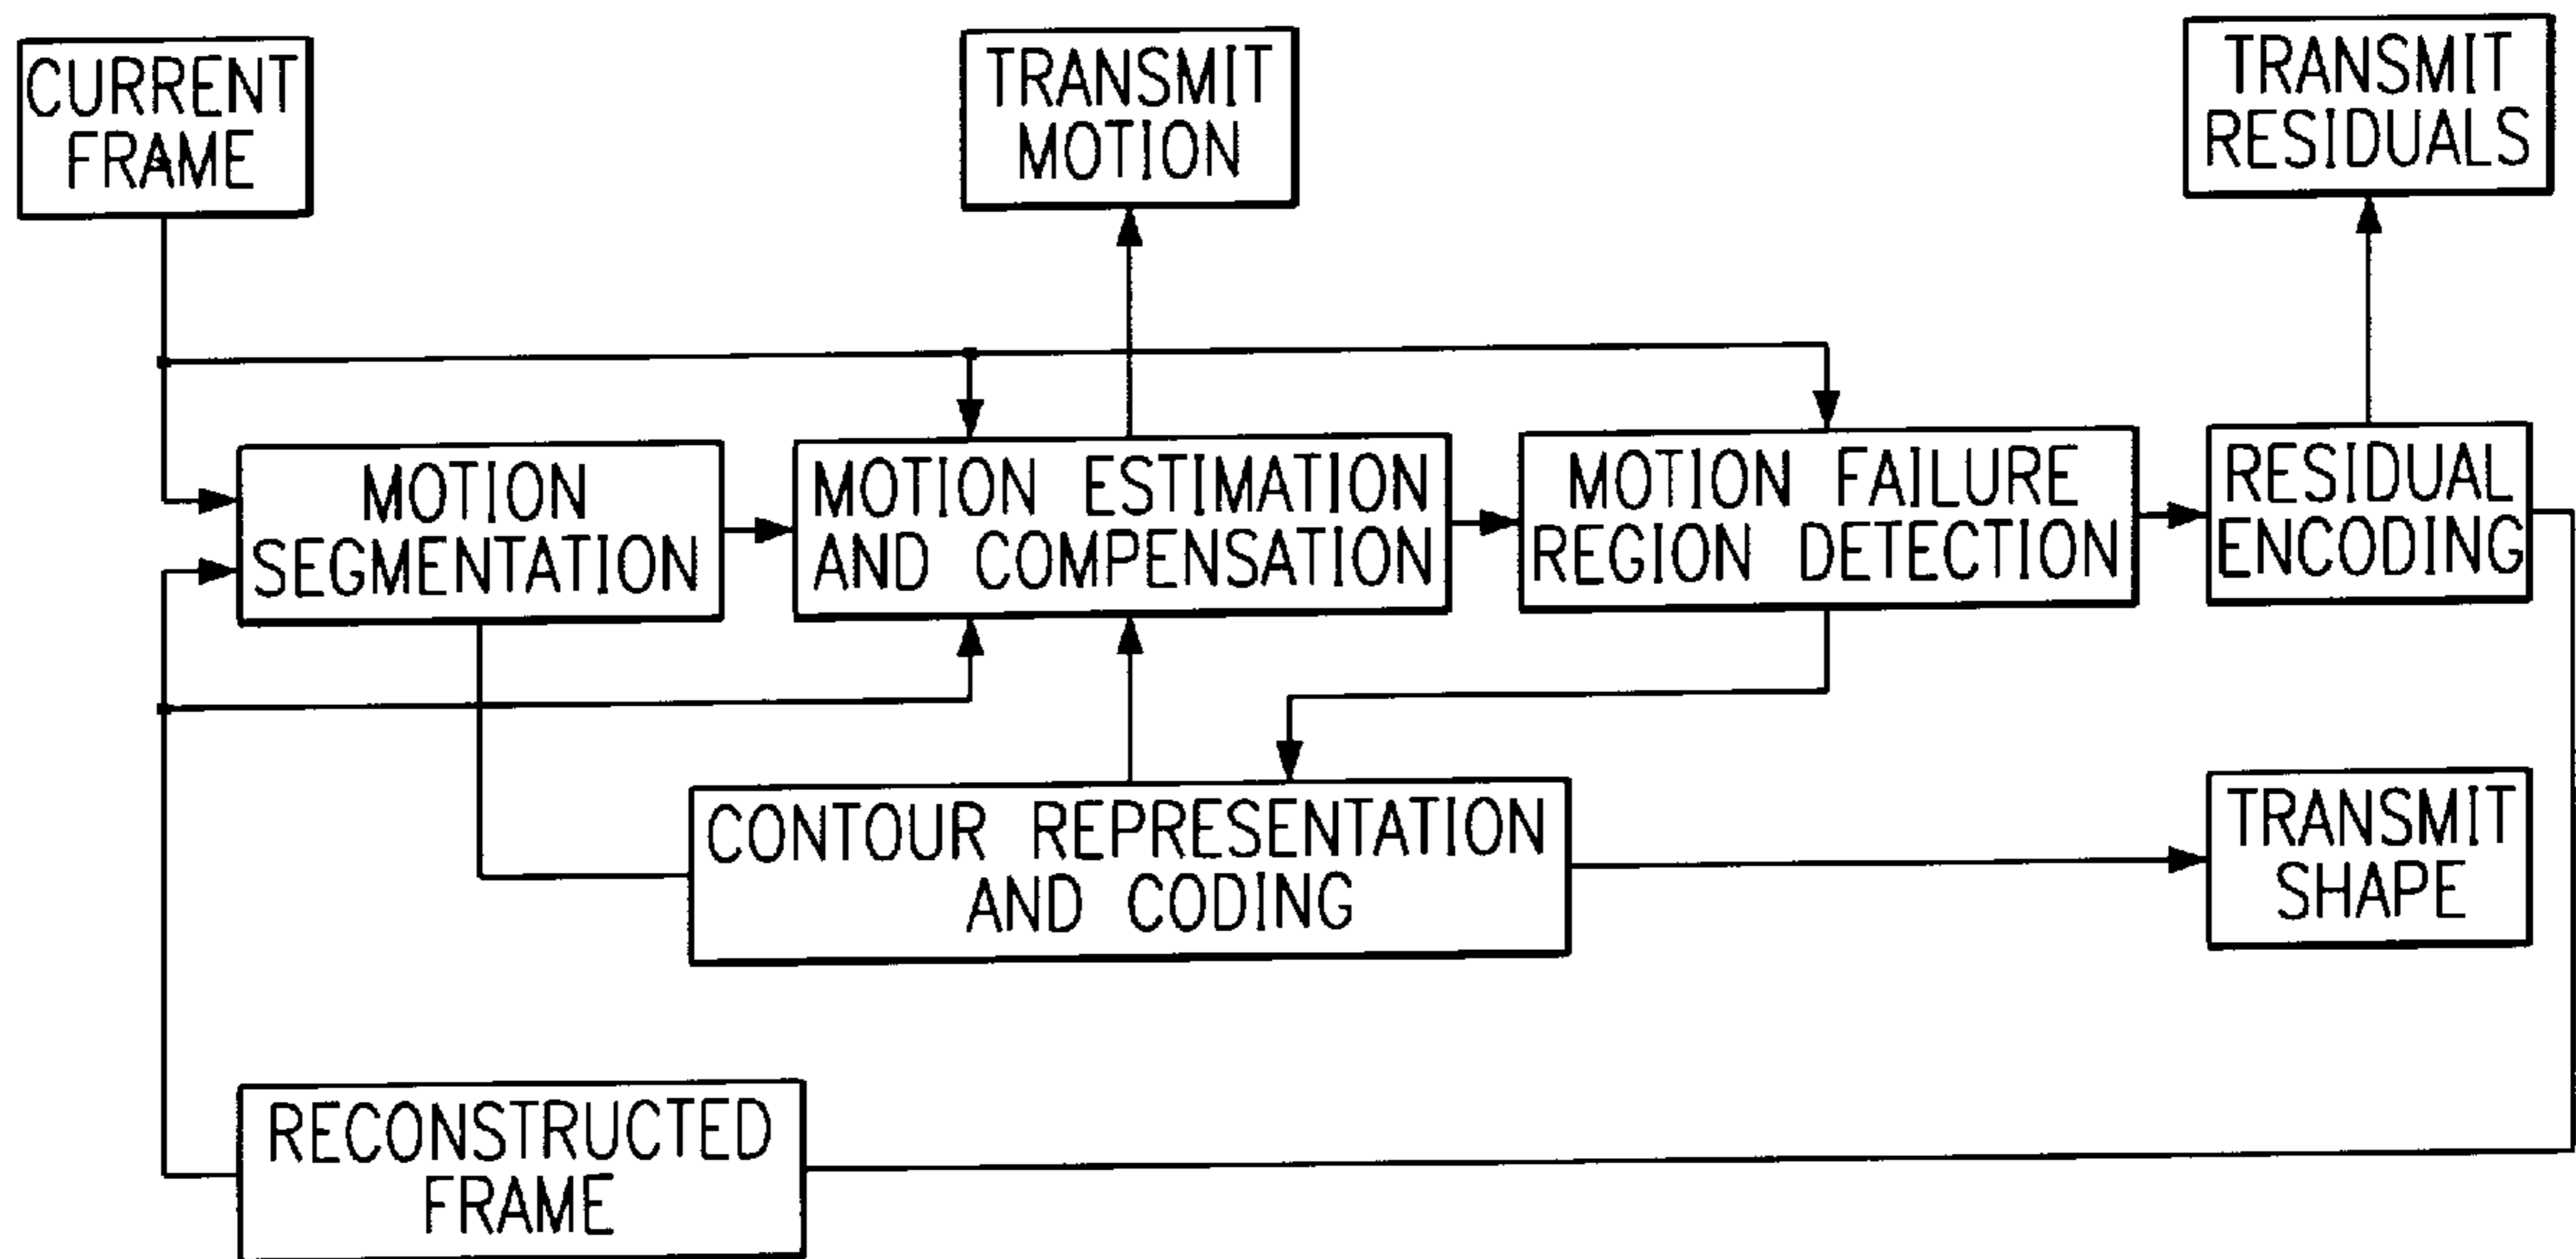 CURRENT
FRAME
TRANSMIT
MOTION
TRANSMIT
RESIDUALS
MOTION
SEGMENTATION
MOTION ESTIMATION
AND COMPENSATION
MOTION FAILURE
REGION DETECTION
RESIDUAL
ENCODING
CONTOUR REPRESENTATION
AND CODING
TRANSMIT
SHAPE
RECONSTRUCTED
FRAME